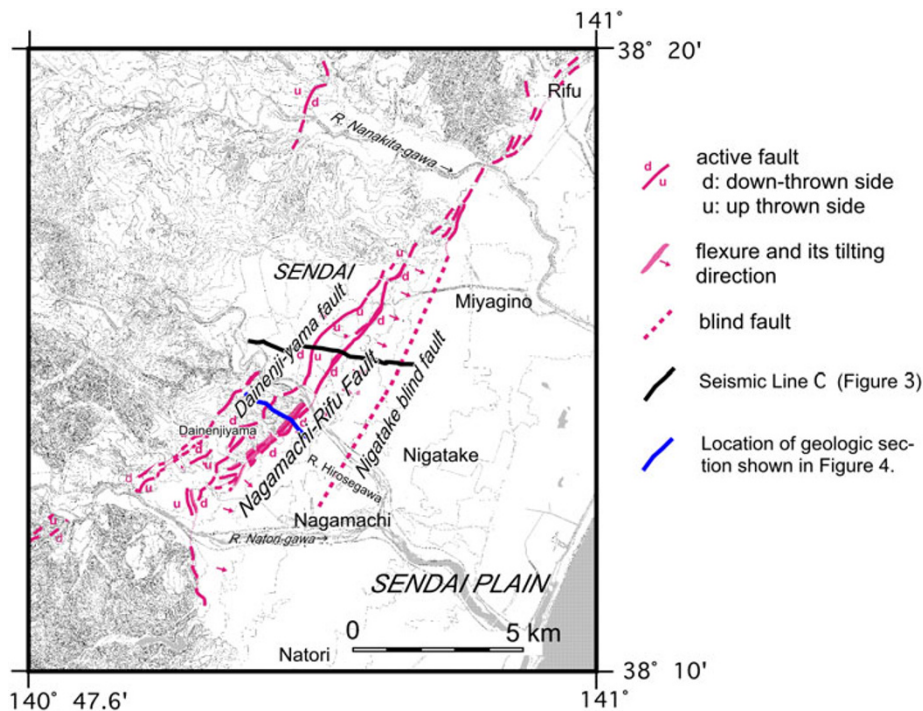 141°
38° 20'
Rifu
R. Nanakita-gawa→
u
d
SENDAI
Miyagino
Dainenji-yama fault
Nagamachi-Rifu Fault
Nigatake blind fault
Dainenjiyama
Nigatake
R. Hirosegawa
Nagamachi
R. Natori-gawa→
SENDAI PLAIN
0 5 km
Natori
38° 10'
140° 47.6'
141°
d
u
active fault
d: down-thrown side
u: up thrown side
flexure and its tilting
direction
blind fault
Seismic Line C (Figure 3)
Location of geologic sec-
tion shown in Figure 4.